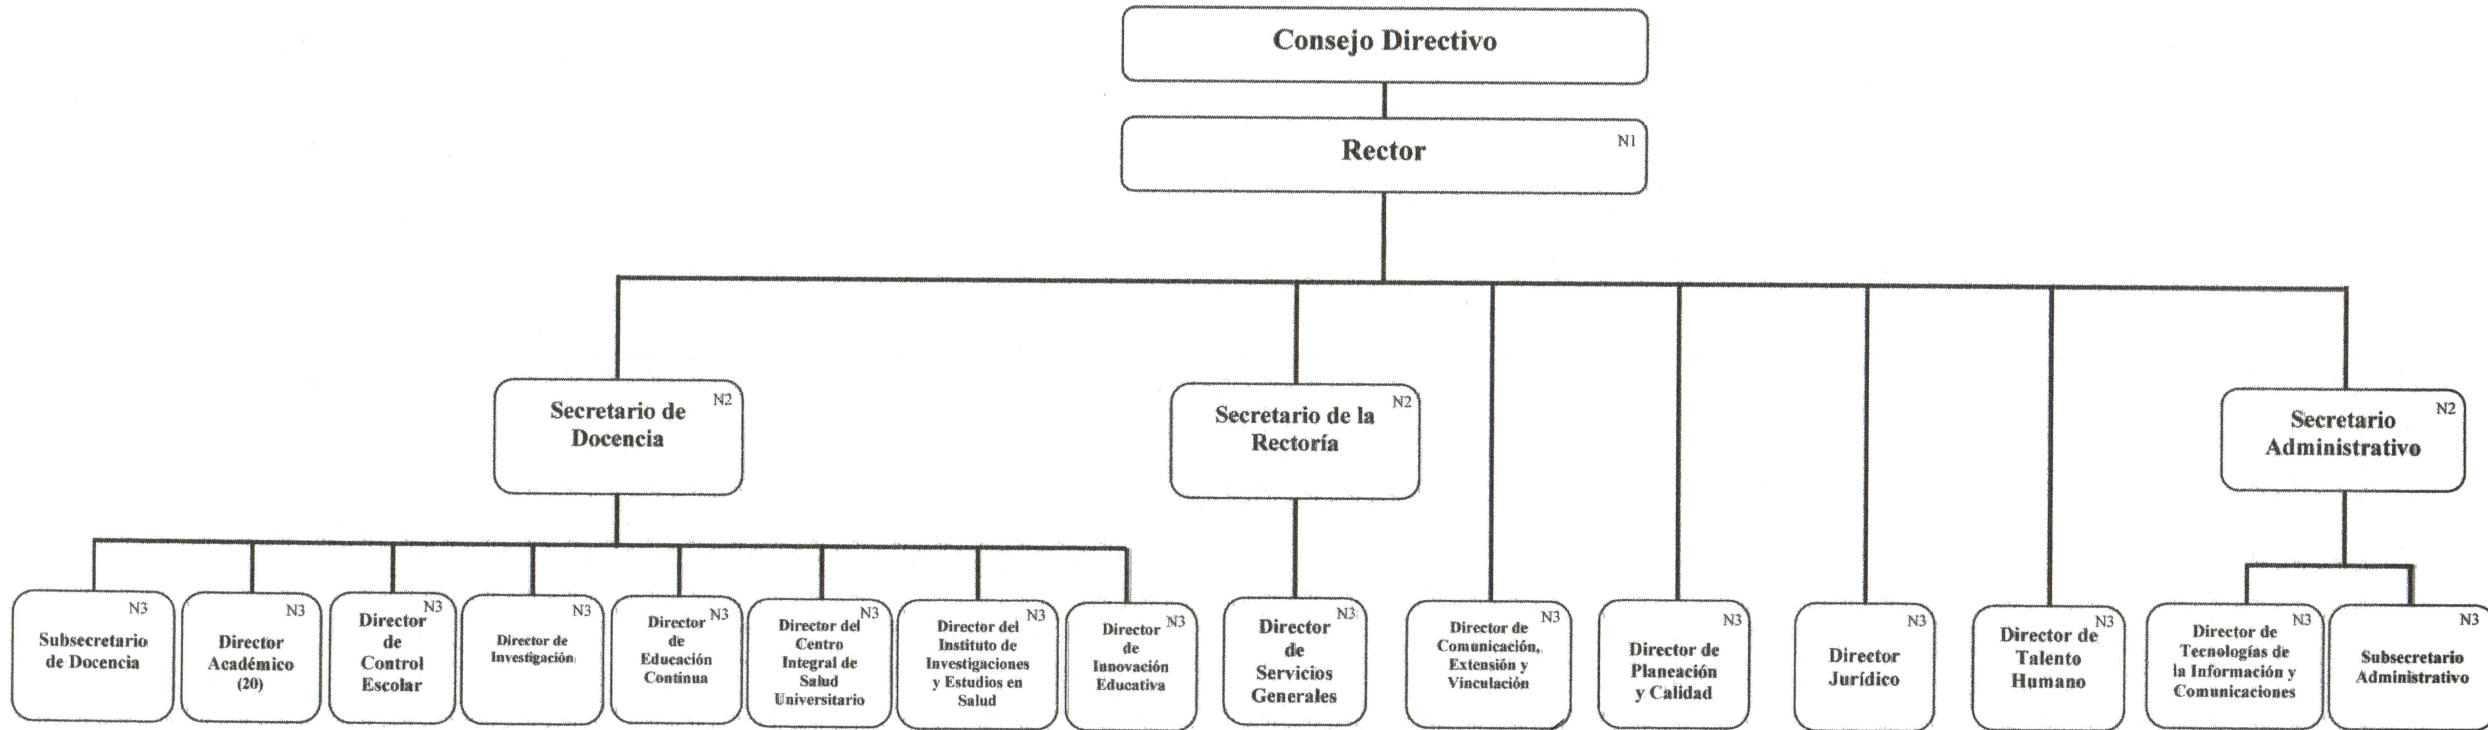 Consejo Directivo
Rector
N1
Secretario de
Docencia
N2
Secretario de la
Rectoría
N2
Secretario
Administrativo
N2
Subsecretario
de Docencia
N3
Director
Académico
(20)
N3
Director
de
Control
Escolar
N3
Director de
Investigación
N3
Director
de
Educación
Continua
N3
Director del
Centro
Integral de
Salud
Universitario
N3
Director del
Instituto de
Investigaciones
y Estudios en
Salud
N3
Director
de
Innovación
Educativa
N3
Director
de
Servicios
Generales
N3
Director de
Comunicación,
Extensión y
Vinculación
N3
Director de
Planeación
y Calidad
N3
Director
Jurídico
N3
Director de
Talento
Humano
N3
Director de
Tecnologías de
la Información y
Comunicaciones
N3
Subsecretario
Administrativo
N3